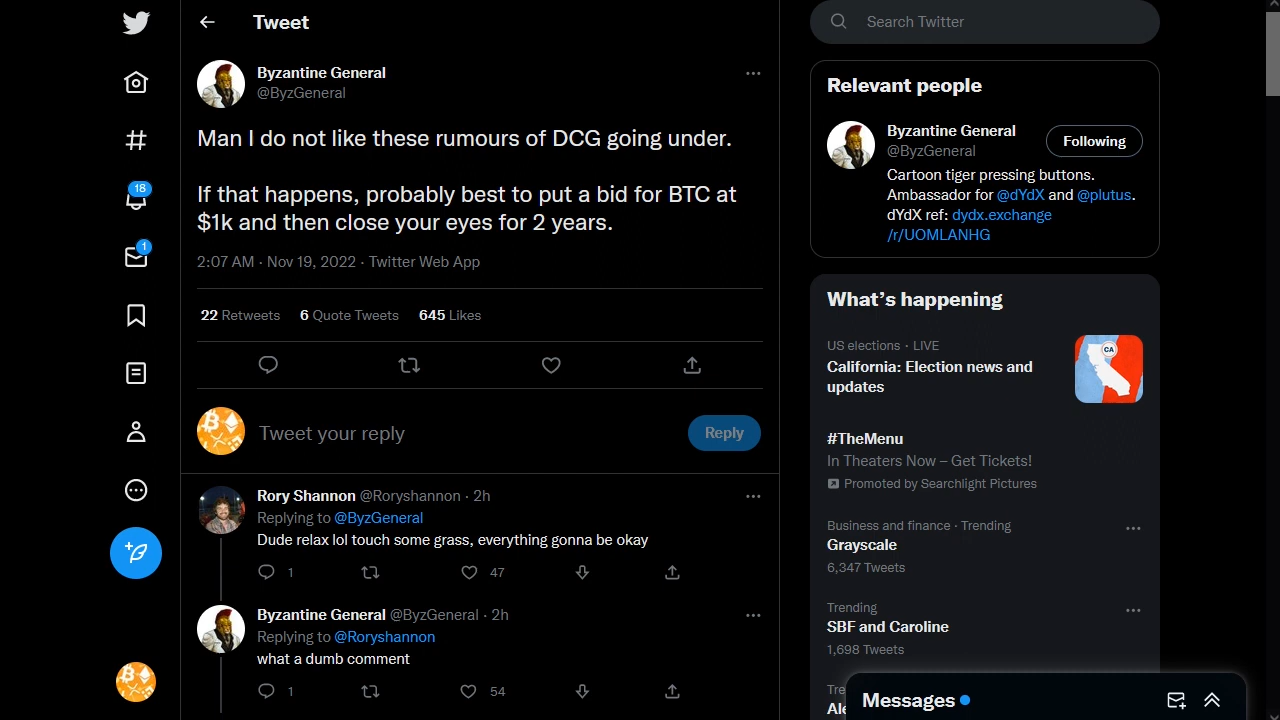 Tweet
Byzantine General
@ByzGeneral
Man I do not like these rumours of DCG going under.
If that happens, probably best to put a bid for BTC at
$1k and then close your eyes for 2 years.
2:07 AM · Nov 19, 2022 · Twitter Web App
22 Retweets 6 Quote Tweets 645 Likes
Tweet your reply
Reply
Rory Shannon @Roryshannon · 2h
Replying to @ByzGeneral
Dude relax lol touch some grass, everything gonna be okay
1 47
Byzantine General @ByzGeneral · 2h
Replying to @Roryshannon
what a dumb comment
1 54
18
1
Search Twitter
Relevant people
Byzantine General
@ByzGeneral
Following
Cartoon tiger pressing buttons.
Ambassador for @dYdX and @plutus.
dYdX ref: dydx.exchange
/r/UOMLANHG
What's happening
US elections · LIVE
California: Election news and
updates
CA
#TheMenu
In Theaters Now – Get Tickets!
Promoted by Searchlight Pictures
Business and finance · Trending
Grayscale
6,347 Tweets
Trending
SBF and Caroline
1,698 Tweets
Messages